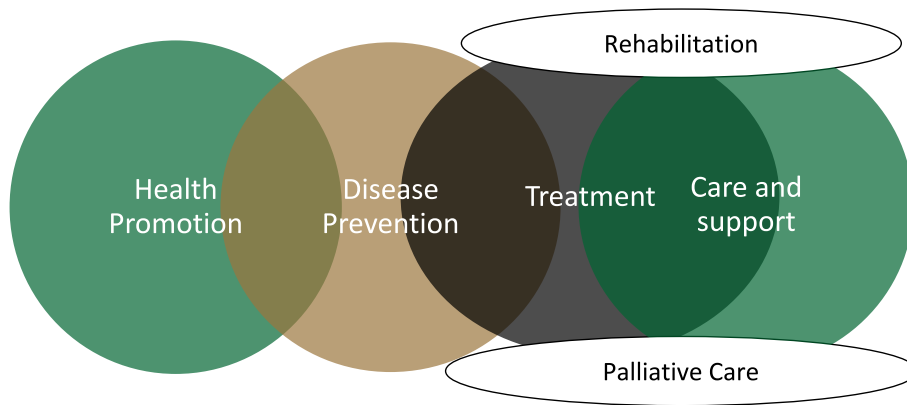 Rehabilitation
Health
Promotion
Disease
Prevention
Treatment
Care and
support
Palliative Care